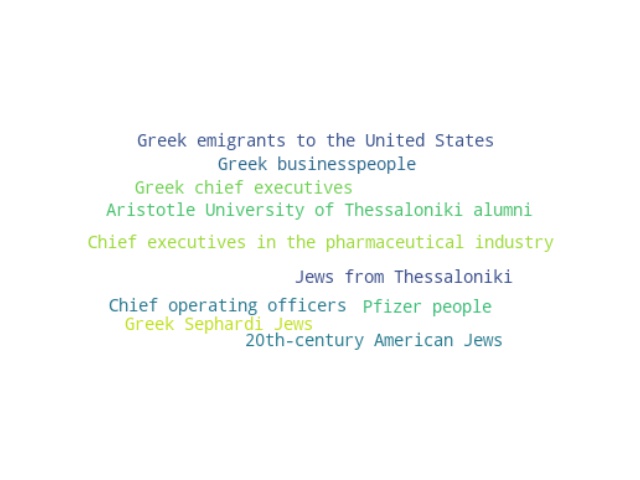 Greek emigrants to the United States
Greek businesspeople
Greek chief executives
Aristotle University of Thessaloniki alumni
Chief executives in the pharmaceutical industry
Jews from Thessaloniki
Chief operating officers Pfizer people
Greek Sephardi Jews
20th-century American Jews